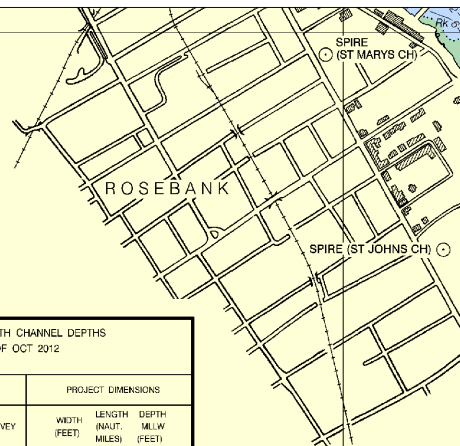 Rk
SPIRE
(ST MARYS CH)
ROSEBANK
SPIRE (ST JOHNS CH)
TH CHANNEL DEPTHS
OF OCT 2012
PROJECT DIMENSIONS
VEY
WIDTH
(FEET)
LENGTH
(NAUT.
MILES)
DEPTH
MLLW
(FEET)